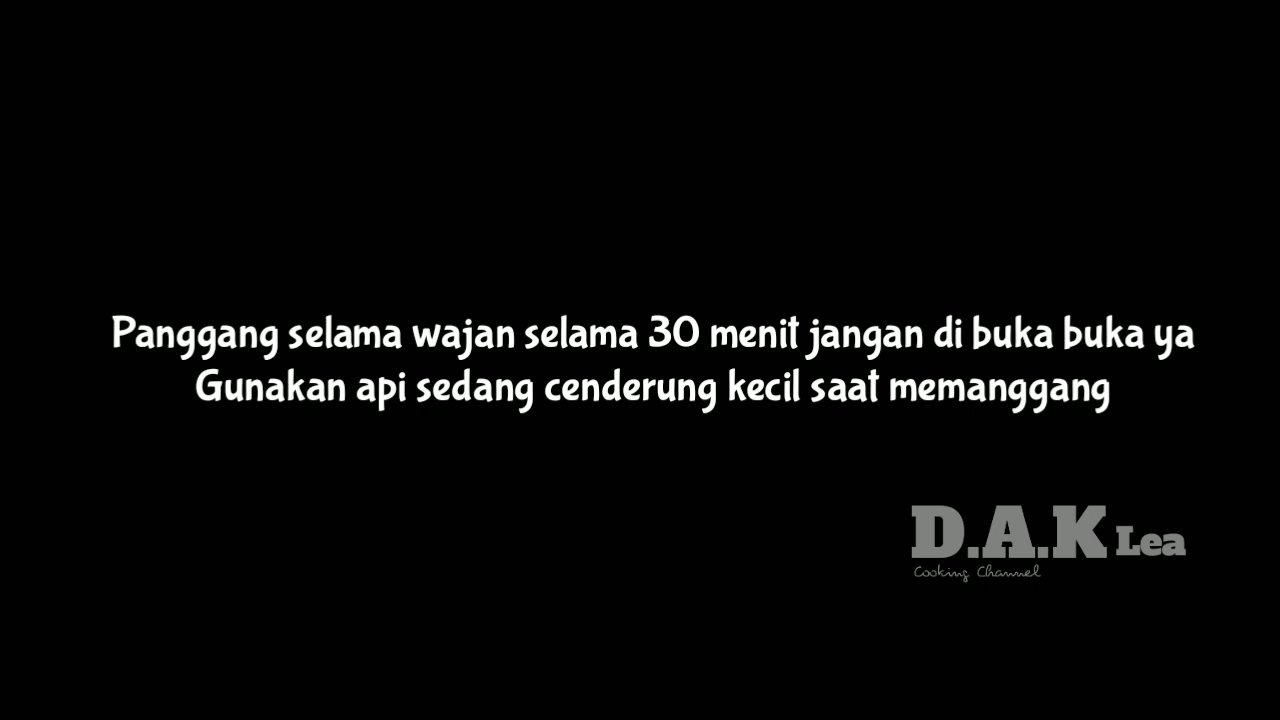 Panggang selama wajan selama 30 menit jangan di buka buka ya
Gunakan api sedang cenderung kecil saat memanggang
D.A.K Lea
Cooking Channel